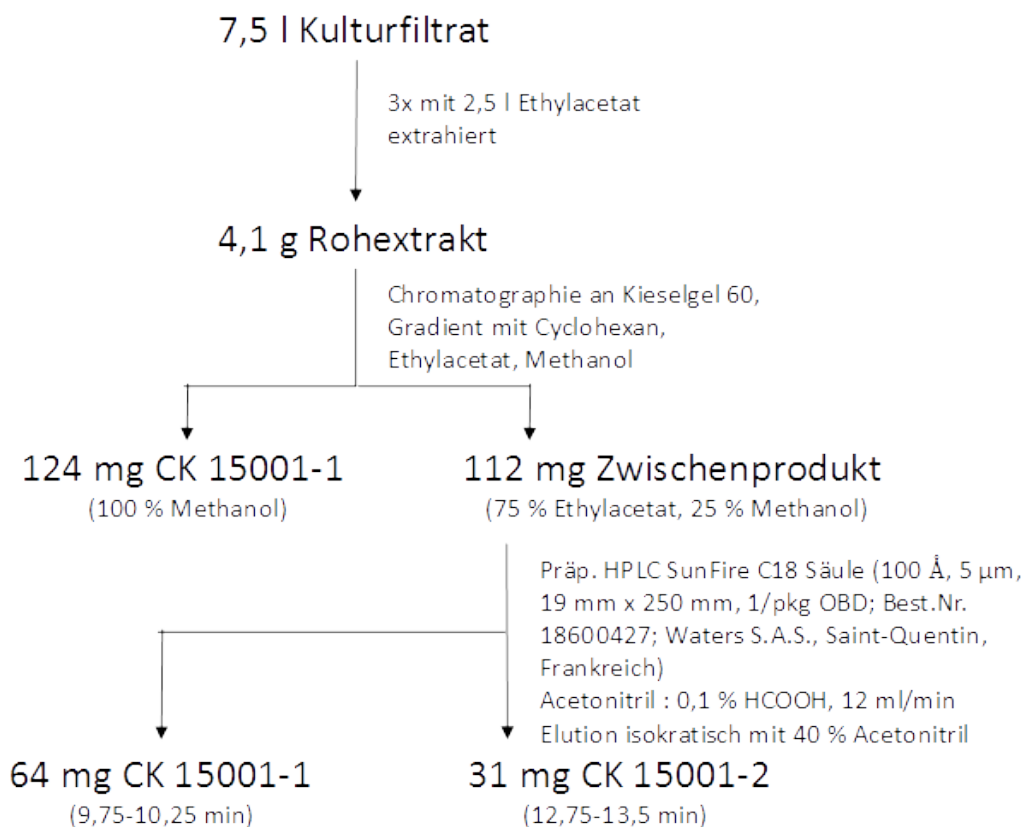 7,5 l Kulturfiltrat
3x mit 2,5 l Ethylacetat
extrahiert
4,1 g Rohextrakt
Chromatographie an Kieselgel 60,
Gradient mit Cyclohexan,
Ethylacetat, Methanol
124 mg CK 15001-1
(100 % Methanol)
112 mg Zwischenprodukt
(75 % Ethylacetat, 25 % Methanol)
Präp. HPLC SunFire C18 Säule (100 Å, 5 µm,
19 mm x 250 mm, 1/pkg OBD; Best.Nr.
18600427; Waters S.A.S., Saint-Quentin,
Frankreich)
Acetonitril : 0,1 % HCOOH, 12 ml/min
Elution isokratisch mit 40 % Acetonitril
64 mg CK 15001-1
(9,75-10,25 min)
31 mg CK 15001-2
(12,75-13,5 min)